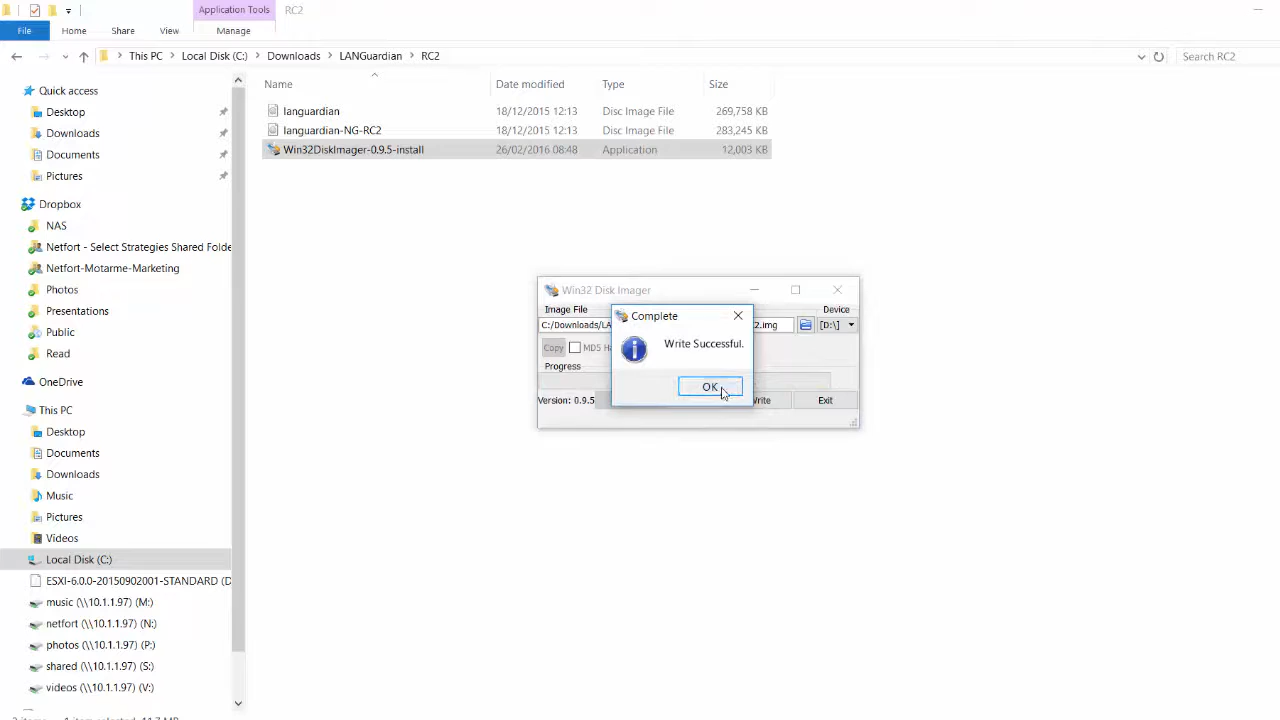 Application Tools RC2
File Home Share View Manage
This PC Local Disk (C:) Downloads LANGuardian RC2 Search RC2
Name Date modified Type Size
Quick access
Desktop
Downloads
Documents
Pictures
Dropbox
NAS
Netfort - Select Strategies Shared Folde
Netfort-Motarme-Marketing
Photos
Presentations
Public
Read
OneDrive
This PC
Desktop
Documents
Downloads
Music
Pictures
Videos
Local Disk (C:)
ESXI-6.0.0-20150902001-STANDARD (D
music (\\10.1.1.97) (M:)
netfort (\\10.1.1.97) (N:)
photos (\\10.1.1.97) (P:)
shared (\\10.1.1.97) (S:)
videos (\\10.1.1.97) (V:)
languardian 18/12/2015 12:13 Disc Image File 269,758 KB
languardian-NG-RC2 18/12/2015 12:13 Disc Image File 283,245 KB
Win32DiskImager-0.9.5-install 26/02/2016 08:48 Application 12,003 KB
Win32 Disk Imager
Image File Device
C:/Downloads/LA 2.img [D:\]
Copy MD5 Ha
Progress
Version: 0.9.5 Write Exit
Complete
Write Successful.
OK